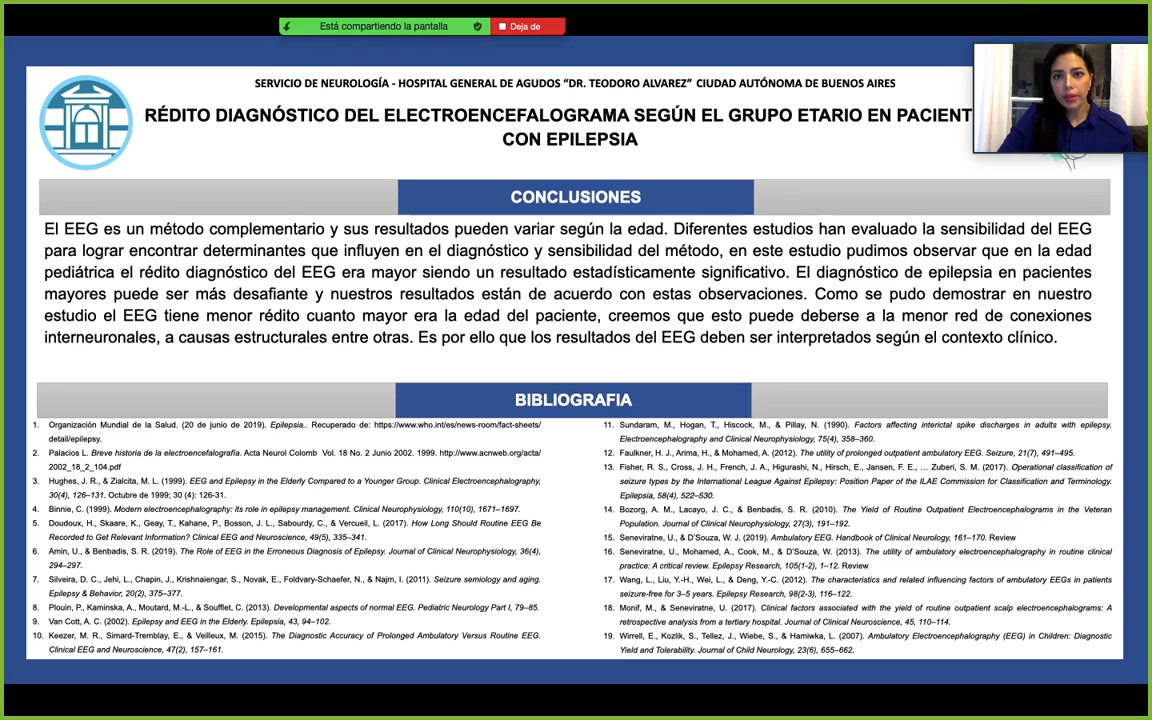 Está compartiendo la pantalla
Deja de
SERVICIO DE NEUROLOGÍA - HOSPITAL GENERAL DE AGUDOS “DR. TEODORO ALVAREZ” CIUDAD AUTÓNOMA DE BUENOS AIRES
RÉDITO DIAGNÓSTICO DEL ELECTROENCEFALOGRAMA SEGÚN EL GRUPO ETARIO EN PACIENT
CON EPILEPSIA
CONCLUSIONES
El EEG es un método complementario y sus resultados pueden variar según la edad. Diferentes estudios han evaluado la sensibilidad del EEG
para lograr encontrar determinantes que influyen en el diagnóstico y sensibilidad del método, en este estudio pudimos observar que en la edad
pediátrica el rédito diagnóstico del EEG era mayor siendo un resultado estadísticamente significativo. El diagnóstico de epilepsia en pacientes
mayores puede ser más desafiante y nuestros resultados están de acuerdo con estas observaciones. Como se pudo demostrar en nuestro
estudio el EEG tiene menor rédito cuanto mayor era la edad del paciente, creemos que esto puede deberse a la menor red de conexiones
interneuronales, a causas estructurales entre otras. Es por ello que los resultados del EEG deben ser interpretados según el contexto clínico.
BIBLIOGRAFIA
1. Organización Mundial de la Salud. (20 de junio de 2019). Epilepsia.. Recuperado de: https://www.who.int/es/news-room/fact-sheets/
detail/epilepsy.
2. Palacios L. Breve historia de la electroencefalografía. Acta Neurol Colomb Vol. 18 No. 2 Junio 2002. 1999. http://www.acnweb.org/acta/
2002_18_2_104.pdf
3. Hughes, J. R., & Zialcita, M. L. (1999). EEG and Epilepsy in the Elderly Compared to a Younger Group. Clinical Electroencephalography,
30(4), 126–131. Octubre de 1999; 30 (4): 126-31.
4. Binnie, C. (1999). Modern electroencephalography: its role in epilepsy management. Clinical Neurophysiology, 110(10), 1671–1697.
5. Doudoux, H., Skaare, K., Geay, T., Kahane, P., Bosson, J. L., Sabourdy, C., & Vercueil, L. (2017). How Long Should Routine EEG Be
Recorded to Get Relevant Information? Clinical EEG and Neuroscience, 49(5), 335–341.
6. Amin, U., & Benbadis, S. R. (2019). The Role of EEG in the Erroneous Diagnosis of Epilepsy. Journal of Clinical Neurophysiology, 36(4),
294–297.
7. Silveira, D. C., Jehi, L., Chapin, J., Krishnaiengar, S., Novak, E., Foldvary-Schaefer, N., & Najm, I. (2011). Seizure semiology and aging.
Epilepsy & Behavior, 20(2), 375–377.
8. Plouin, P., Kaminska, A., Moutard, M.-L., & Soufflet, C. (2013). Developmental aspects of normal EEG. Pediatric Neurology Part I, 79–85.
9. Van Cott, A. C. (2002). Epilepsy and EEG in the Elderly. Epilepsia, 43, 94–102.
10. Keezer, M. R., Simard-Tremblay, E., & Veilleux, M. (2015). The Diagnostic Accuracy of Prolonged Ambulatory Versus Routine EEG.
Clinical EEG and Neuroscience, 47(2), 157–161.
11. Sundaram, M., Hogan, T., Hiscock, M., & Pillay, N. (1990). Factors affecting interictal spike discharges in adults with epilepsy.
Electroencephalography and Clinical Neurophysiology, 75(4), 358–360.
12. Faulkner, H. J., Arima, H., & Mohamed, A. (2012). The utility of prolonged outpatient ambulatory EEG. Seizure, 21(7), 491–495.
13. Fisher, R. S., Cross, J. H., French, J. A., Higurashi, N., Hirsch, E., Jansen, F. E., … Zuberi, S. M. (2017). Operational classification of
seizure types by the International League Against Epilepsy: Position Paper of the ILAE Commission for Classification and Terminology.
Epilepsia, 58(4), 522–530.
14. Bozorg, A. M., Lacayo, J. C., & Benbadis, S. R. (2010). The Yield of Routine Outpatient Electroencephalograms in the Veteran
Population. Journal of Clinical Neurophysiology, 27(3), 191–192.
15. Seneviratne, U., & D’Souza, W. J. (2019). Ambulatory EEG. Handbook of Clinical Neurology, 161–170. Review
16. Seneviratne, U., Mohamed, A., Cook, M., & D’Souza, W. (2013). The utility of ambulatory electroencephalography in routine clinical
practice: A critical review. Epilepsy Research, 105(1-2), 1–12. Review
17. Wang, L., Liu, Y.-H., Wei, L., & Deng, Y.-C. (2012). The characteristics and related influencing factors of ambulatory EEGs in patients
seizure-free for 3–5 years. Epilepsy Research, 98(2-3), 116–122.
18. Monif, M., & Seneviratne, U. (2017). Clinical factors associated with the yield of routine outpatient scalp electroencephalograms: A
retrospective analysis from a tertiary hospital. Journal of Clinical Neuroscience, 45, 110–114.
19. Wirrell, E., Kozlik, S., Tellez, J., Wiebe, S., & Hamiwka, L. (2007). Ambulatory Electroencephalography (EEG) in Children: Diagnostic
Yield and Tolerability. Journal of Child Neurology, 23(6), 655–662.